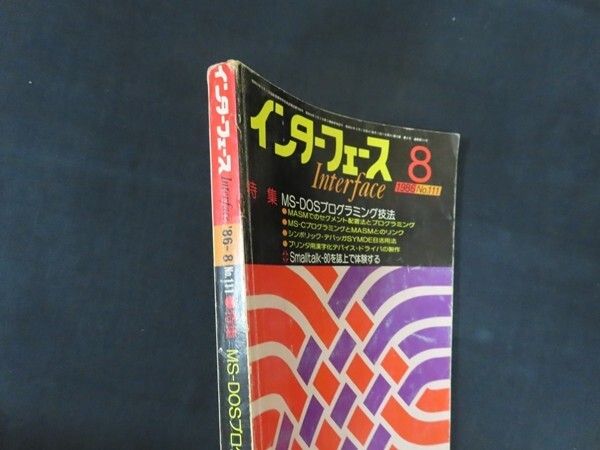 インターフェース
Interface
'86-8 No.111
MS-DOSプロ
インターフェース
8
Interface
1986 No.111
特集
MS-DOSプログラミング技法
●MASMでのセグメント配置法とプログラミング
●MS-CプログラミングとMASMとのリンク
●シンボリック・デバッガSYMDEB活用法
●プリンタ用漢字化デバイス・ドライバの製作
Smalltalk-80を誌上で体験する